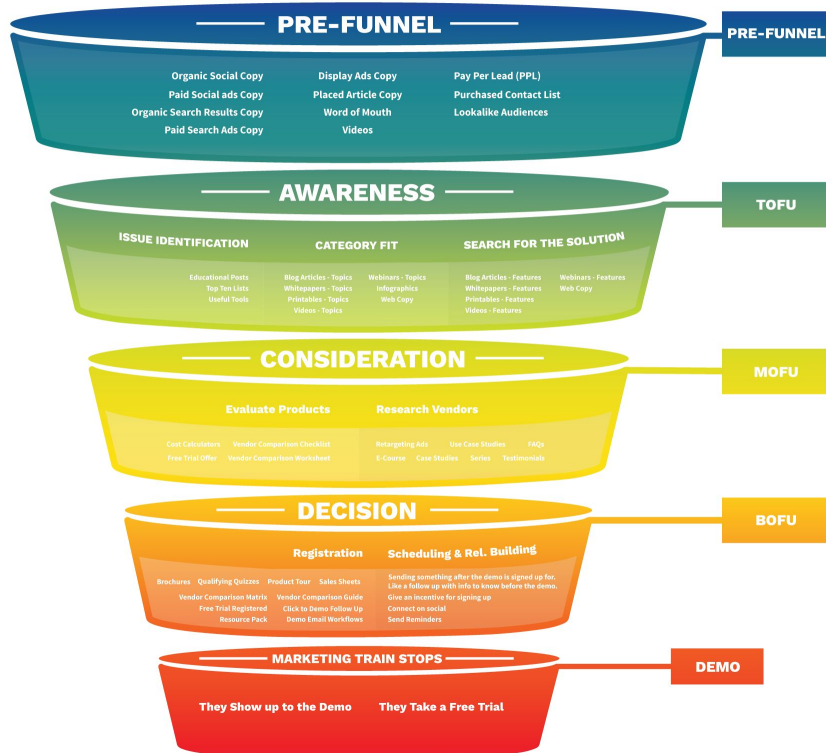 PRE-FUNNEL
PRE-FUNNEL
Organic Social Copy
Paid Social ads Copy
Organic Search Results Copy
Paid Search Ads Copy
Display Ads Copy
Placed Article Copy
Word of Mouth
Videos
Pay Per Lead (PPL)
Purchased Contact List
Lookalike Audiences
AWARENESS
TOFU
ISSUE IDENTIFICATION
Educational Posts
Top Ten Lists
Useful Tools
CATEGORY FIT
Blog Articles - Topics
Whitepapers - Topics
Printables - Topics
Videos - Topics
Webinars - Topics
Infographics
Web Copy
SEARCH FOR THE SOLUTION
Blog Articles - Features
Whitepapers - Features
Printables - Features
Videos - Features
Webinars - Features
Web Copy
CONSIDERATION
MOFU
Evaluate Products
Cost Calculators Vendor Comparison Checklist
Free Trial Offer Vendor Comparison Worksheet
Research Vendors
Retargeting Ads Use Case Studies FAQs
E-Course Case Studies Series Testimonials
DECISION
BOFU
Registration
Brochures Qualifying Quizzes Product Tour Sales Sheets
Vendor Comparison Matrix Vendor Comparison Guide
Free Trial Registered Click to Demo Follow Up
Resource Pack Demo Email Workflows
Scheduling & Rel. Building
Sending something after the demo is signed up for.
Like a follow up with info to know before the demo.
Give an incentive for signing up
Connect on social
Send Reminders
MARKETING TRAIN STOPS
DEMO
They Show up to the Demo
They Take a Free Trial